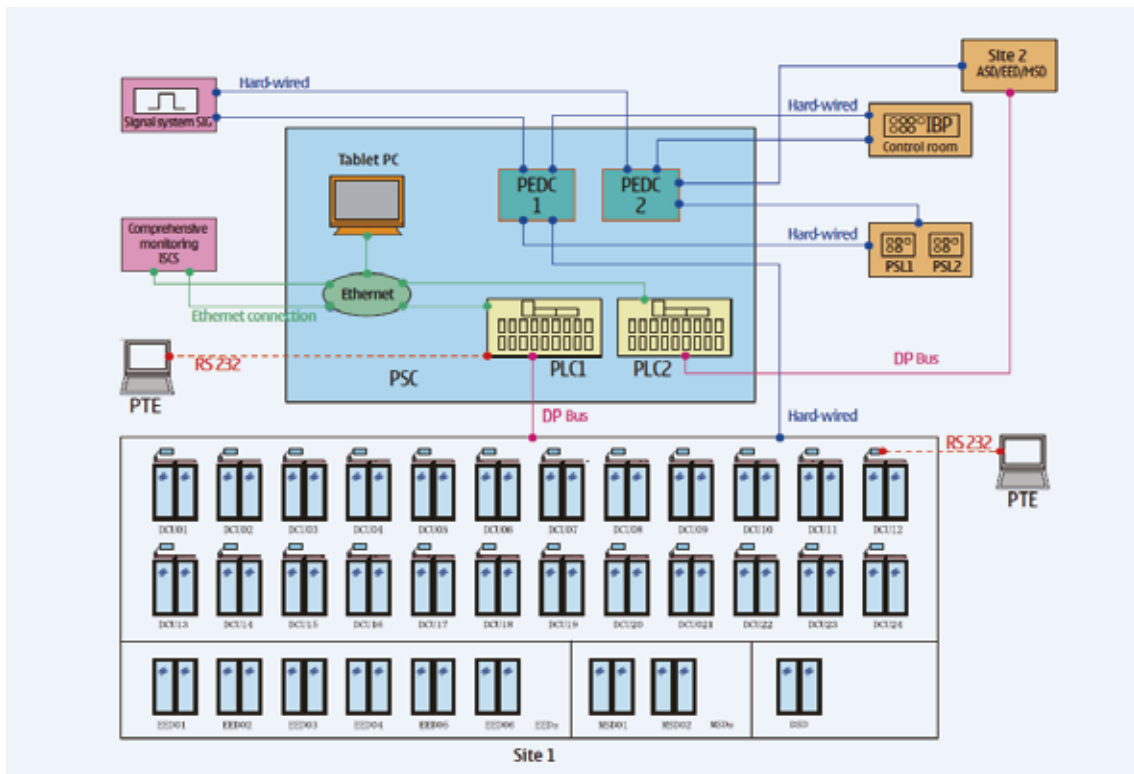 Site 2
ASD/EED/MSD
Hard-wired
Signal system SIG
Hard-wired
IBP
Control room
Tablet PC
PEDC
1
PEDC
2
Comprehensive
monitoring
ISCS
Hard-wired
PSL1
PSL2
Ethernet
Ethernet connection
RS 232
PTE
PSC
PLC1
PLC2
DP Bus
DP Bus
Hard-wired
RS 232
PTE
DCU01 DCU02 DCU03 DCU04 DCU05 DCU06 DCU07 DCU08 DCU09 DCU10 DCU11 DCU12
DCU13 DCU14 DCU15 DCU16 DCU17 DCU18 DCU19 DCU20 DCU021 DCU22 DCU23 DCU24
EED01 EED02 EED03 EED04 EED05 EED06 EEDs MSD01 MSD02 MSDs DSD
Site 1